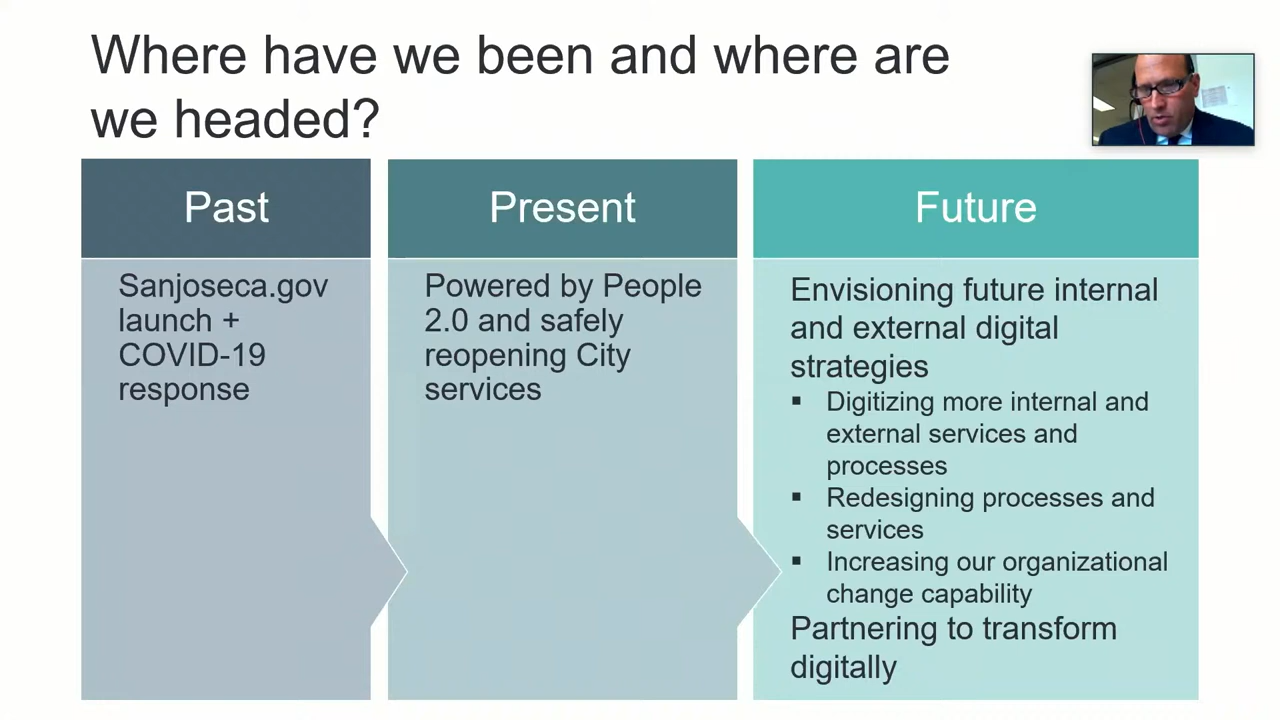 Where have we been and where are
we headed?
Past
Sanjoseca.gov
launch +
COVID-19
response
Present
Powered by People
2.0 and safely
reopening City
services
Future
Envisioning future internal
and external digital
strategies
▪ Digitizing more internal and
external services and
processes
▪ Redesigning processes and
services
▪ Increasing our organizational
change capability
Partnering to transform
digitally